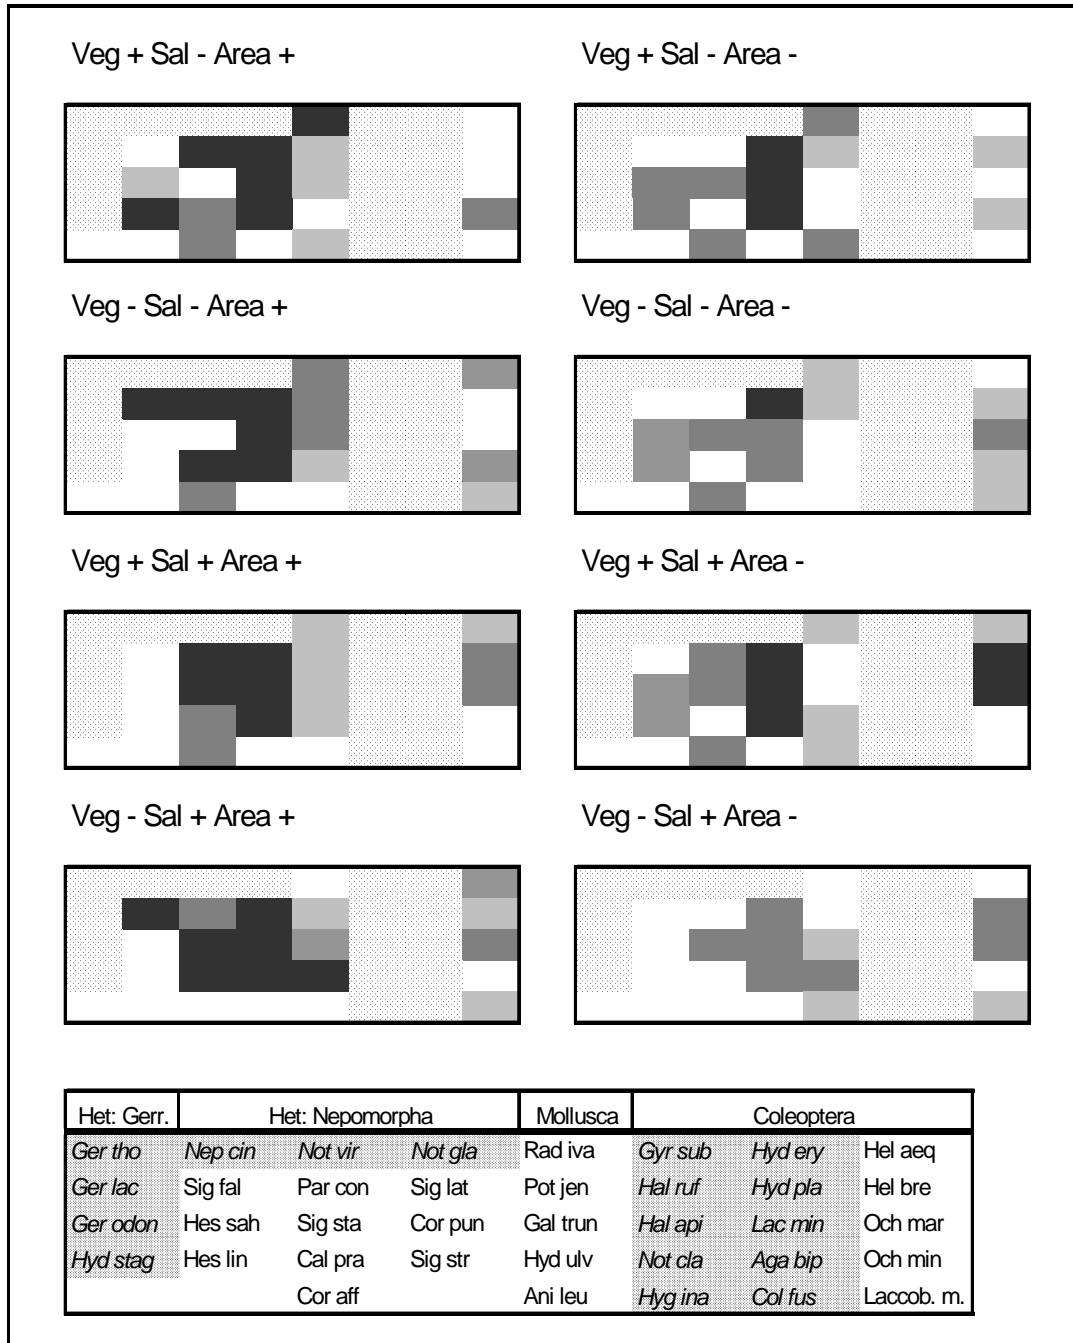 Veg + Sal - Area + Veg + Sal - Area -
Veg - Sal - Area + Veg - Sal - Area -
Veg + Sal + Area + Veg + Sal + Area -
Veg - Sal + Area + Veg - Sal + Area -
Het: Gerr. Het: Nepomorpha Mollusca Coleoptera
Ger tho Nep cin Not vir Not gla Rad iva Gyr sub Hyd ery Hel aeq
Ger lac Sig fal Par con Sig lat Pot jen Hal ruf Hyd pla Hel bre
Ger odon Hes sah Sig sta Cor pun Gal trun Hal api Lac min Och mar
Hyd stag Hes lin Cal pra Sig str Hyd ulv Not cla Aga bip Och min
Cor aff Ani leu Hyg ina Col fus Laccob. m.